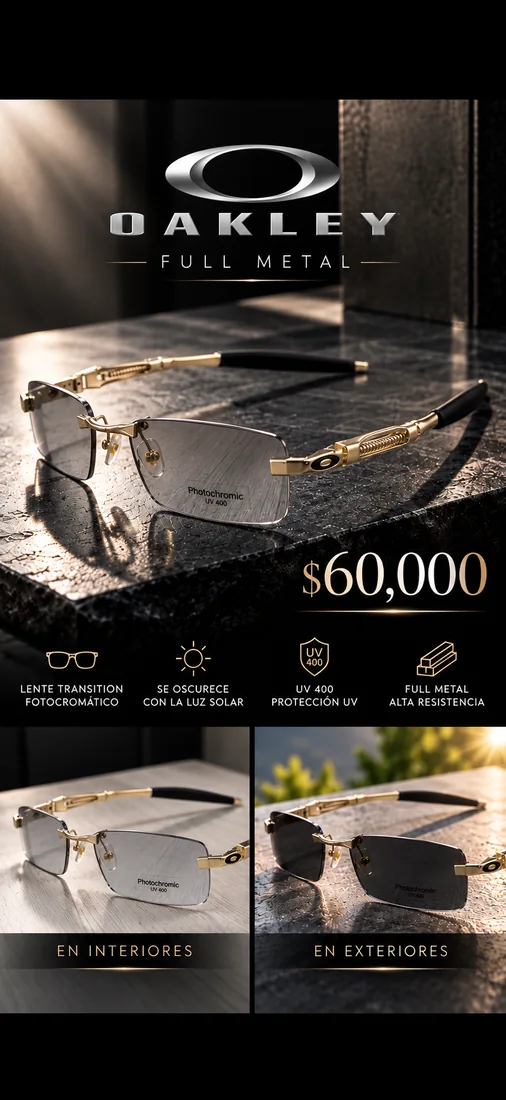 OAKLEY
FULL METAL
Photochromic
UV 400
$60,000
UV
400
LENTE TRANSITION
FOTOCROMÁTICO
SE OSCURECE
CON LA LUZ SOLAR
UV 400
PROTECCIÓN UV
FULL METAL
ALTA RESISTENCIA
Photochromic
UV 400
Photochromic
UV 400
EN INTERIORES
EN EXTERIORES